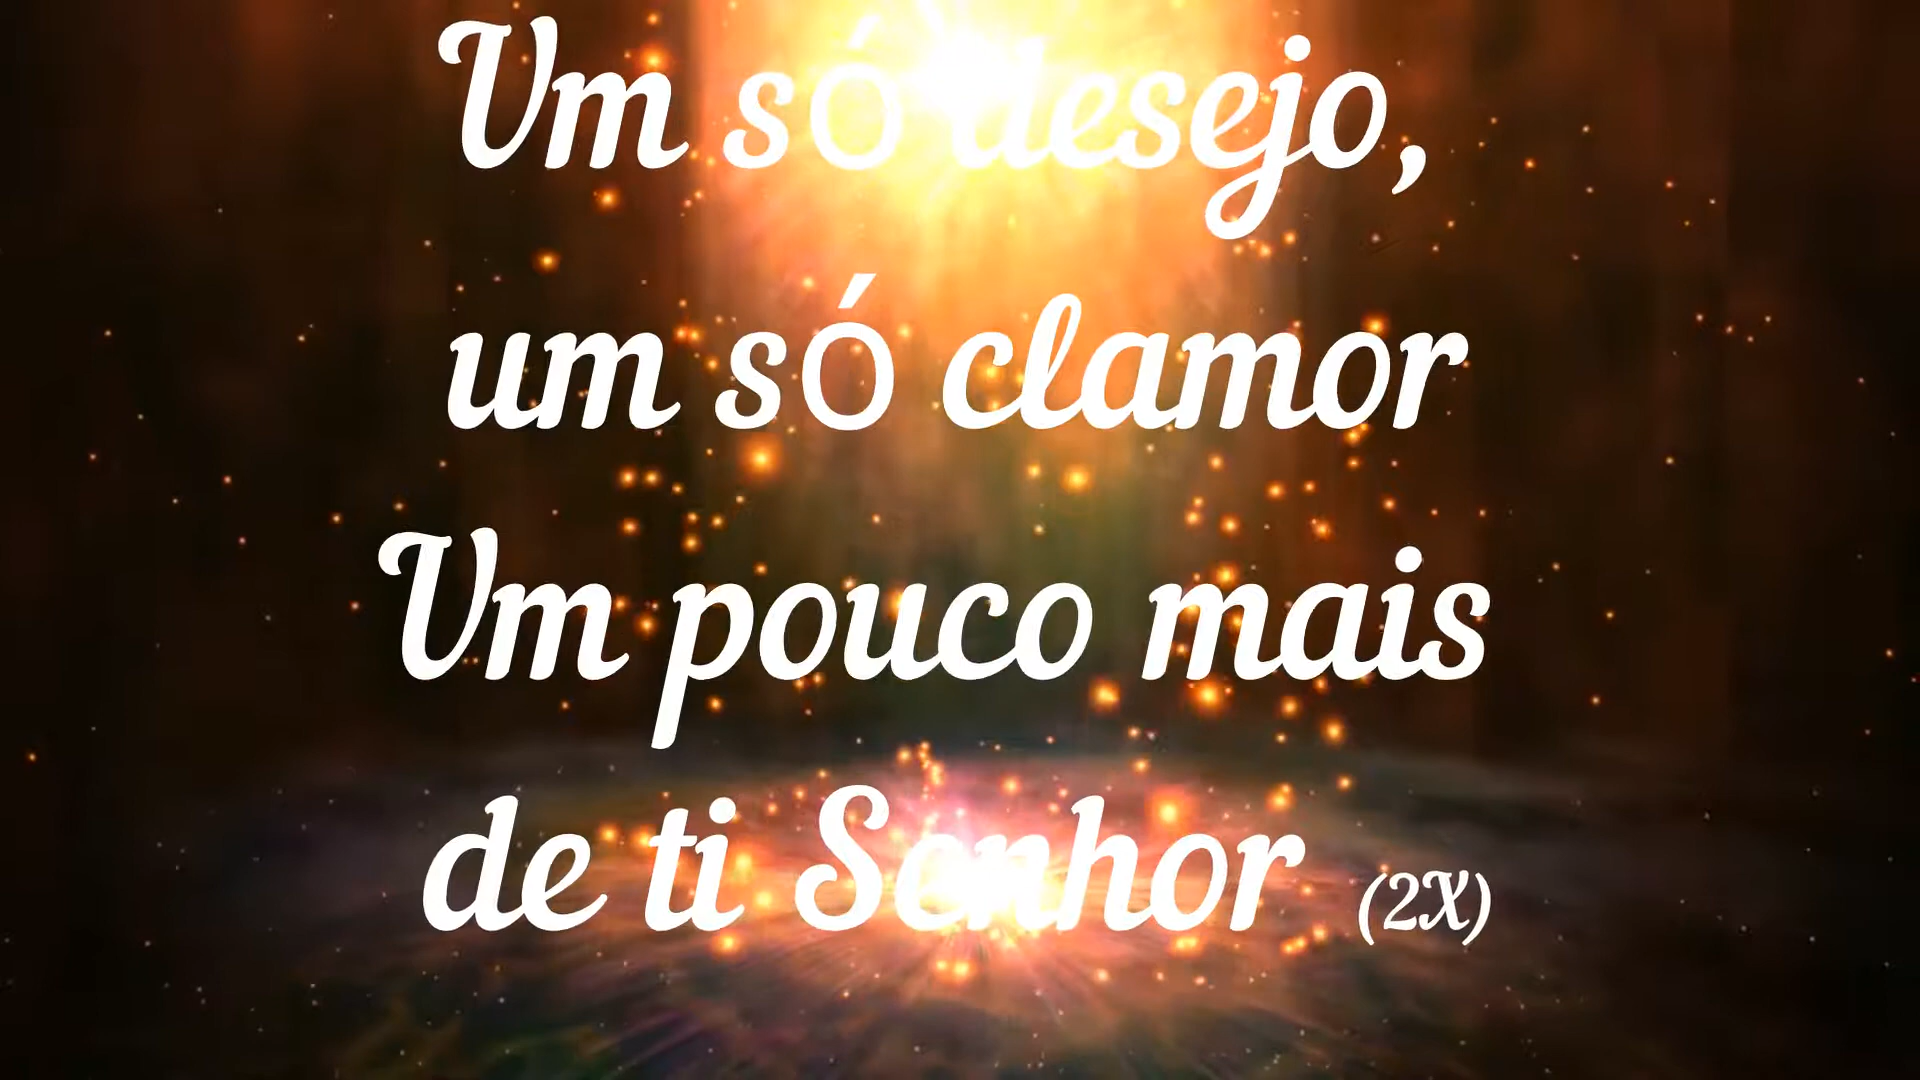 Um só desejo,
um só clamor
Um pouco mais
de ti Senhor (2X)